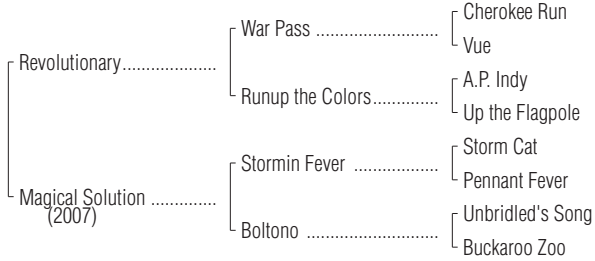 Cherokee Run
War Pass ..........................
Vue
Revolutionary....................
A.P. Indy
Runup the Colors..............
Up the Flagpole
Storm Cat
Stormin Fever ..................
Pennant Fever
Magical Solution ..............
(2007)
Unbridled's Song
Boltono ............................
Buckaroo Zoo